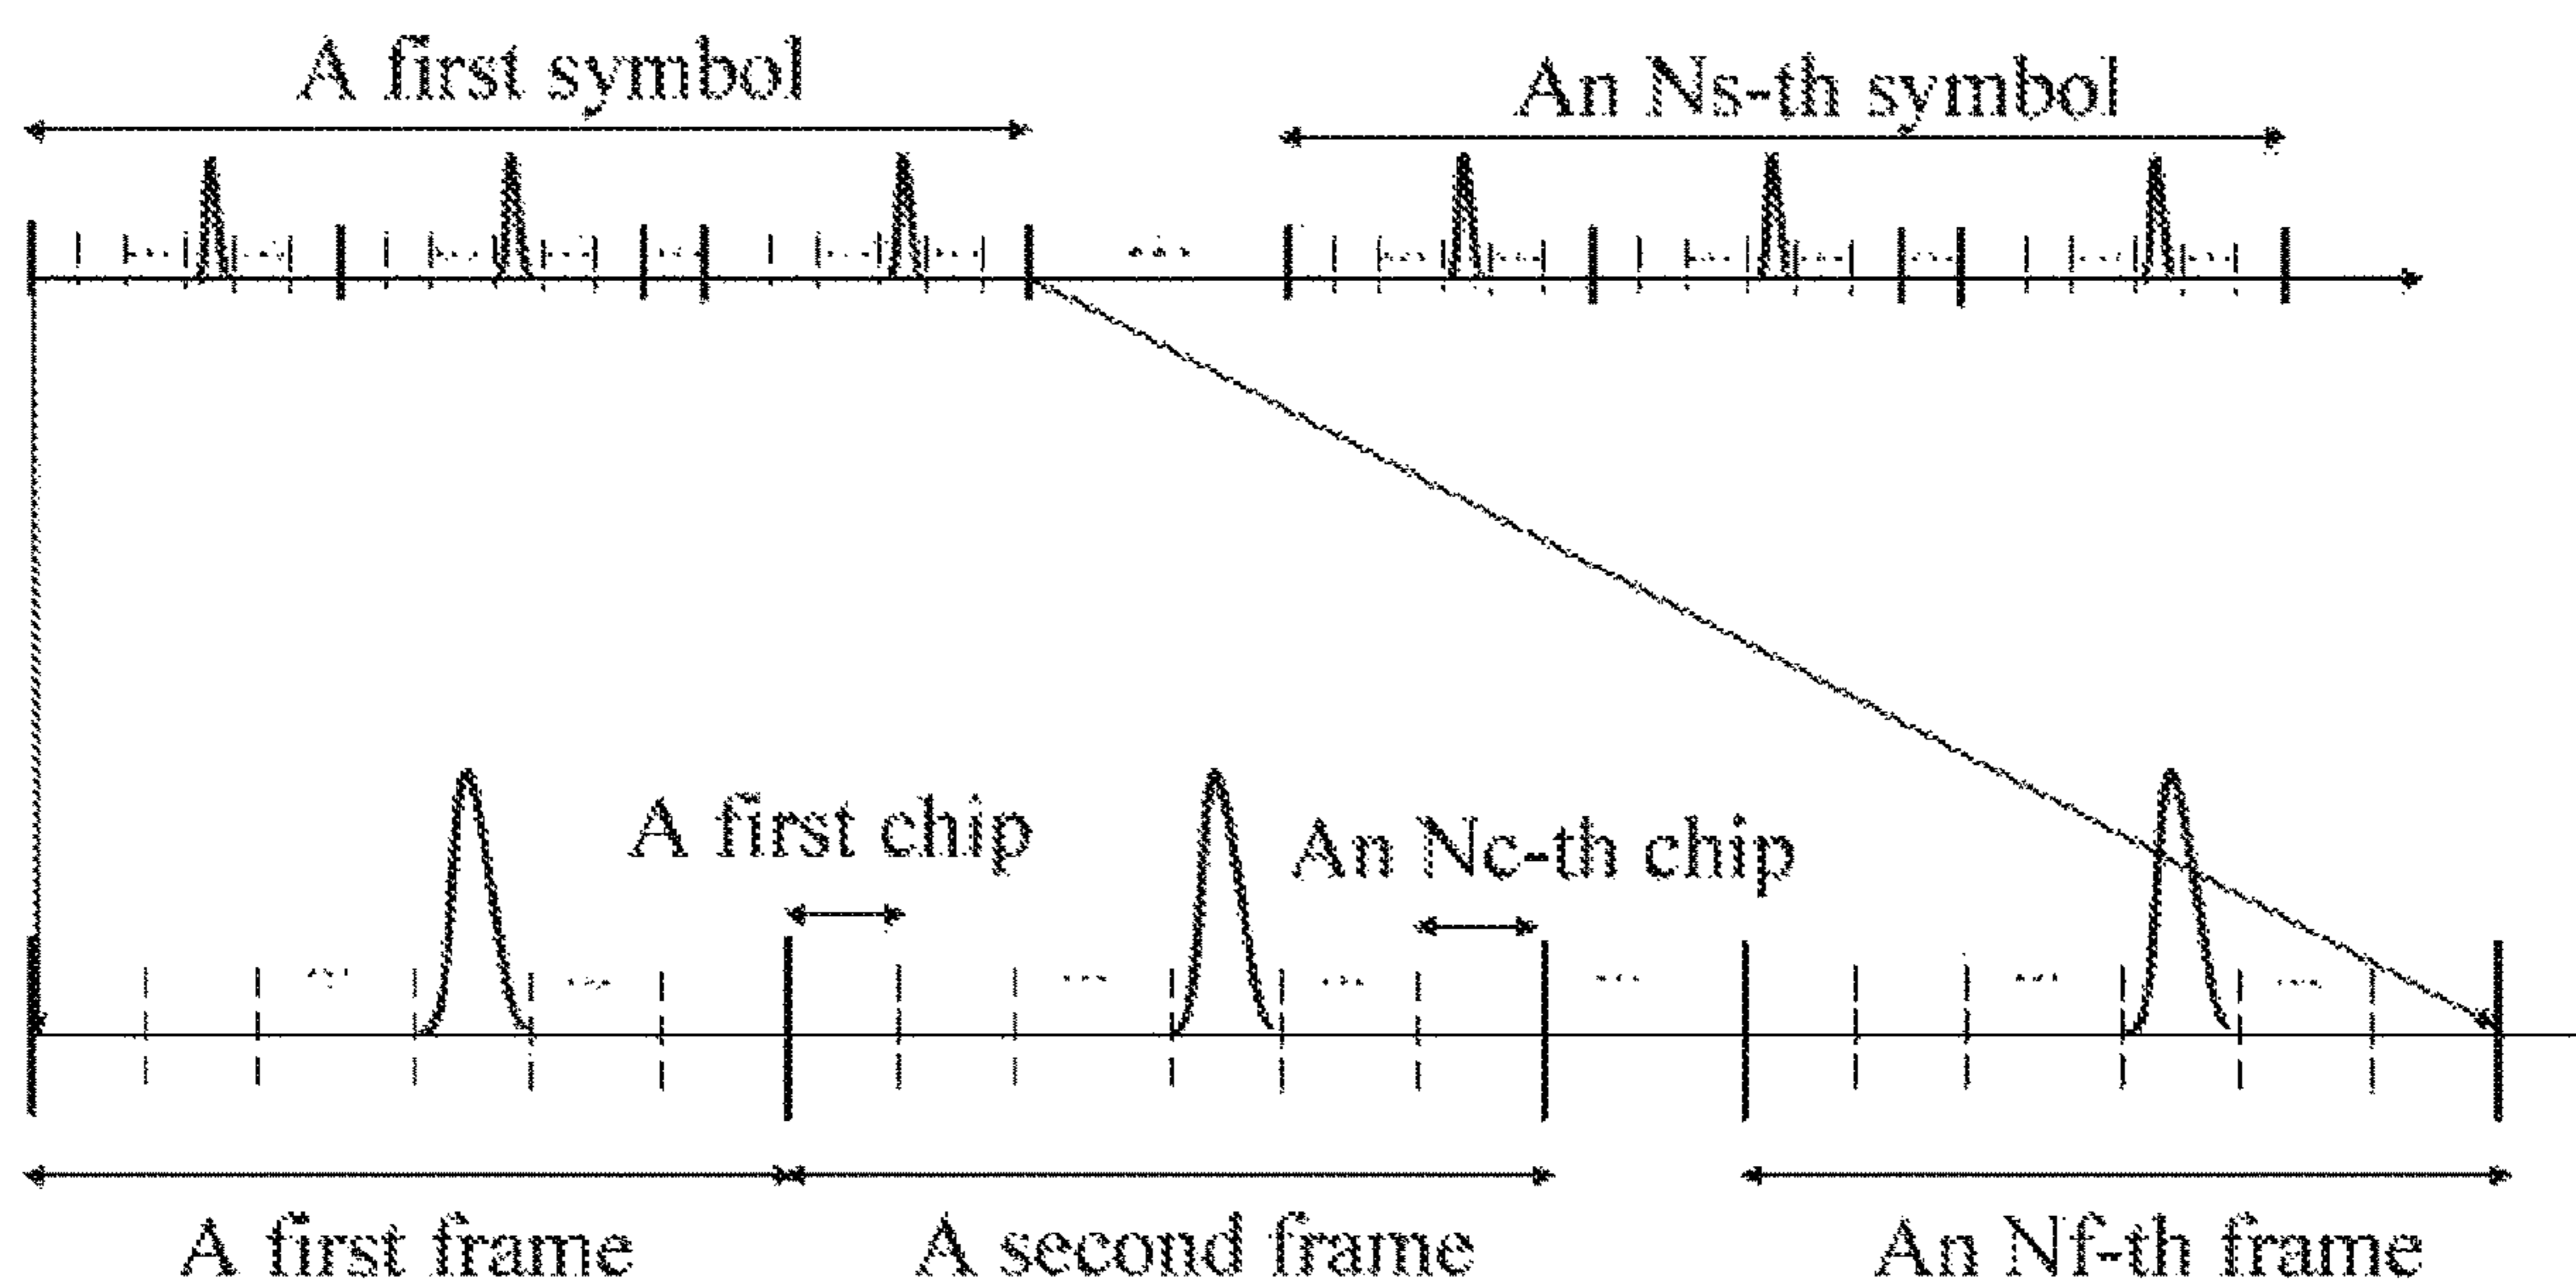 A first symbol
An Ns-th symbol
A first chip
An Nc-th chip
A first frame
A second frame
An Nf-th frame